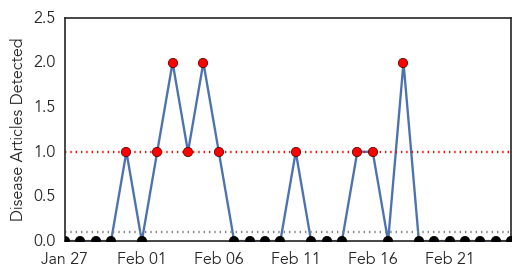 2.5
2.0
1.5
1.0
0.5
0.0
Disease Articles Detected
Jan 27
Feb 01
Feb 06
Feb 11
Feb 16
Feb 21